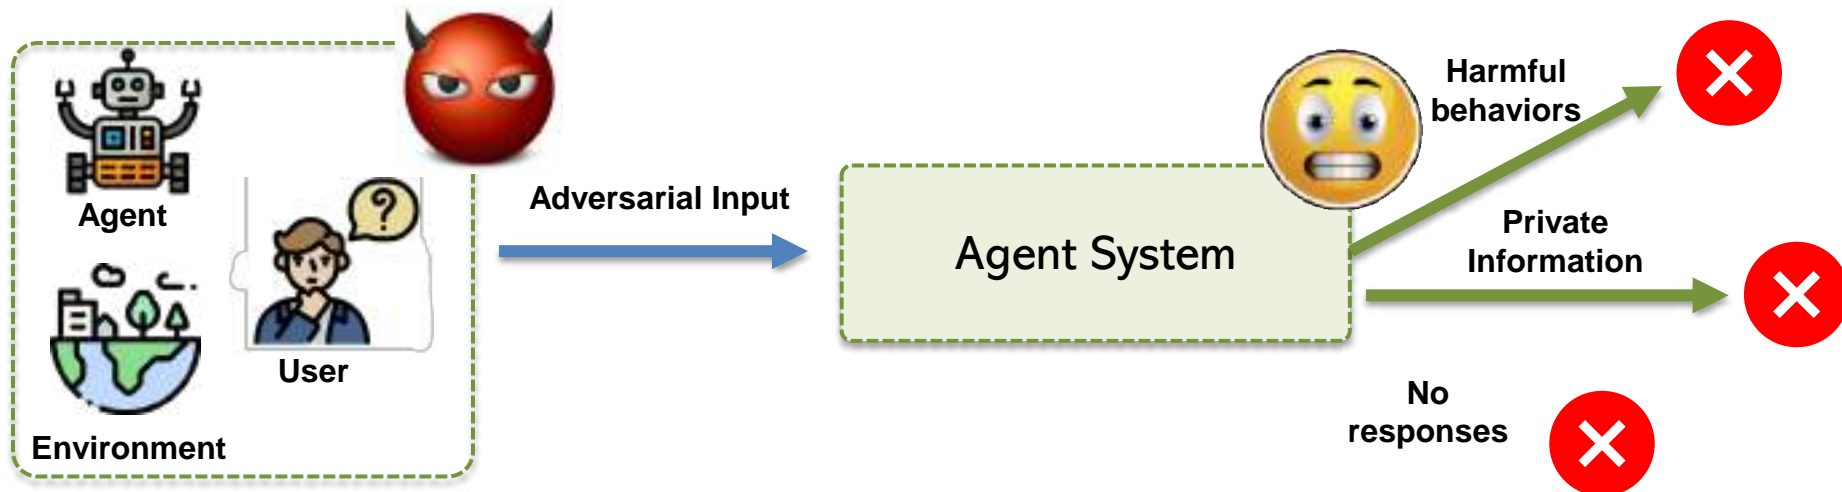 Agent
User
Environment
Adversarial Input
Agent System
Harmful
behaviors
Private
Information
No
responses
?